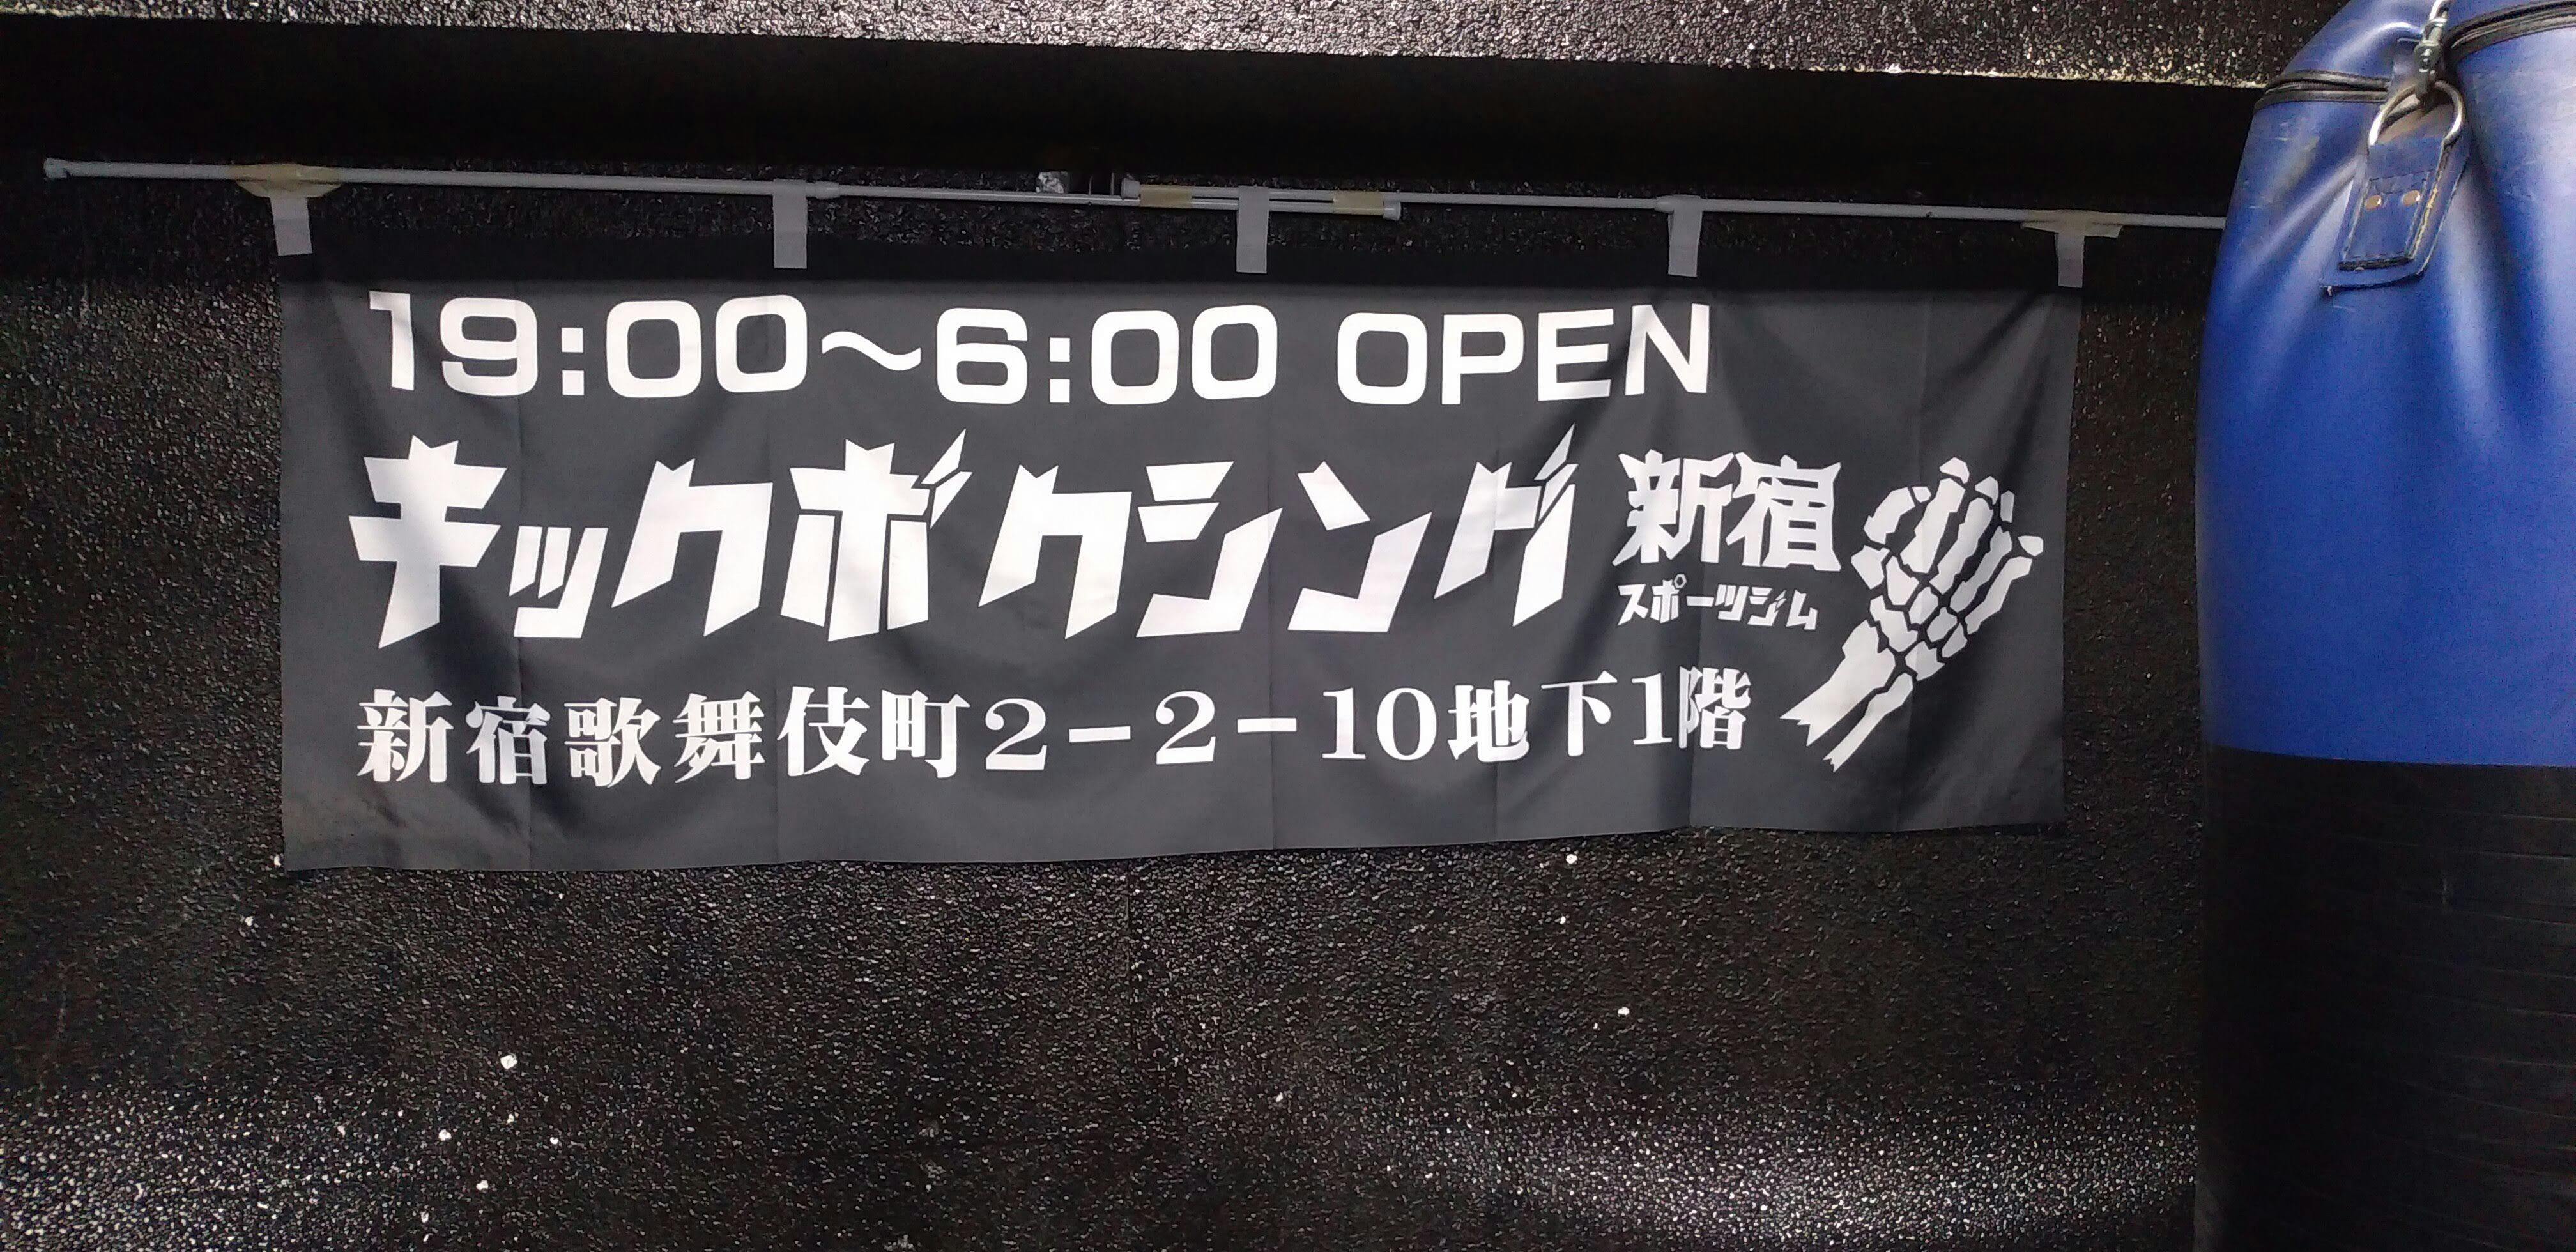 19:00〜6:00 OPEN
キックボクシング 新宿
スポーツジム
新宿歌舞伎町2-2-10地下1階